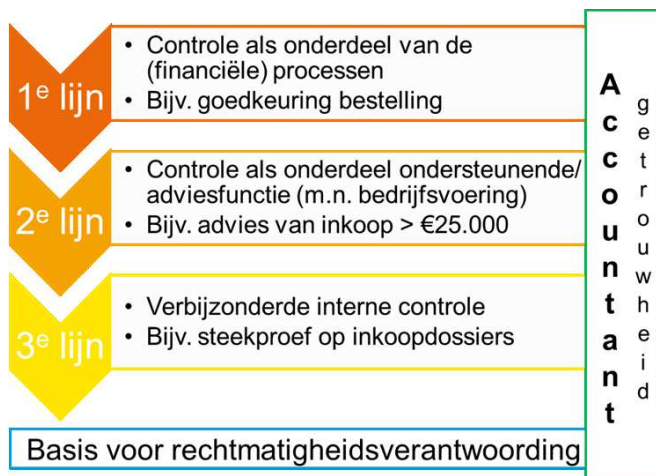 1e lijn
• Controle als onderdeel van de
(financiële) processen
• Bijv. goedkeuring bestelling
2e lijn
• Controle als onderdeel ondersteunende/
adviesfunctie (m.n. bedrijfsvoering)
• Bijv. advies van inkoop > €25.000
3e lijn
• Verbijzonderde interne controle
• Bijv. steekproef op inkoopdossiers
Basis voor rechtmatigheidsverantwoording
Accountant
getrouwheid